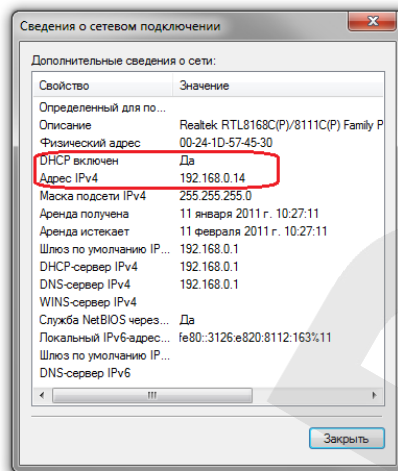 Сведения о сетевом подключении
Дополнительные сведения о сети:
Свойство Значение
Определенный для по...
Описание Realtek RTL8168C(P)/8111C(P) Family P
Физический адрес 00-24-1D-57-45-30
DHCP включен Да
Адрес IPv4 192.168.0.14
Маска подсети IPv4 255.255.255.0
Аренда получена 11 января 2011 г. 10:27:11
Аренда истекает 11 февраля 2011 г. 10:27:11
Шлюз по умолчанию IP... 192.168.0.1
DHCP-сервер IPv4 192.168.0.1
DNS-сервер IPv4 192.168.0.1
WINS-сервер IPv4
Служба NetBIOS через... Да
Локальный IPv6-адрес... fe80::3126:e820:8112:163%11
Шлюз по умолчанию IP...
DNS-сервер IPv6
Закрыть